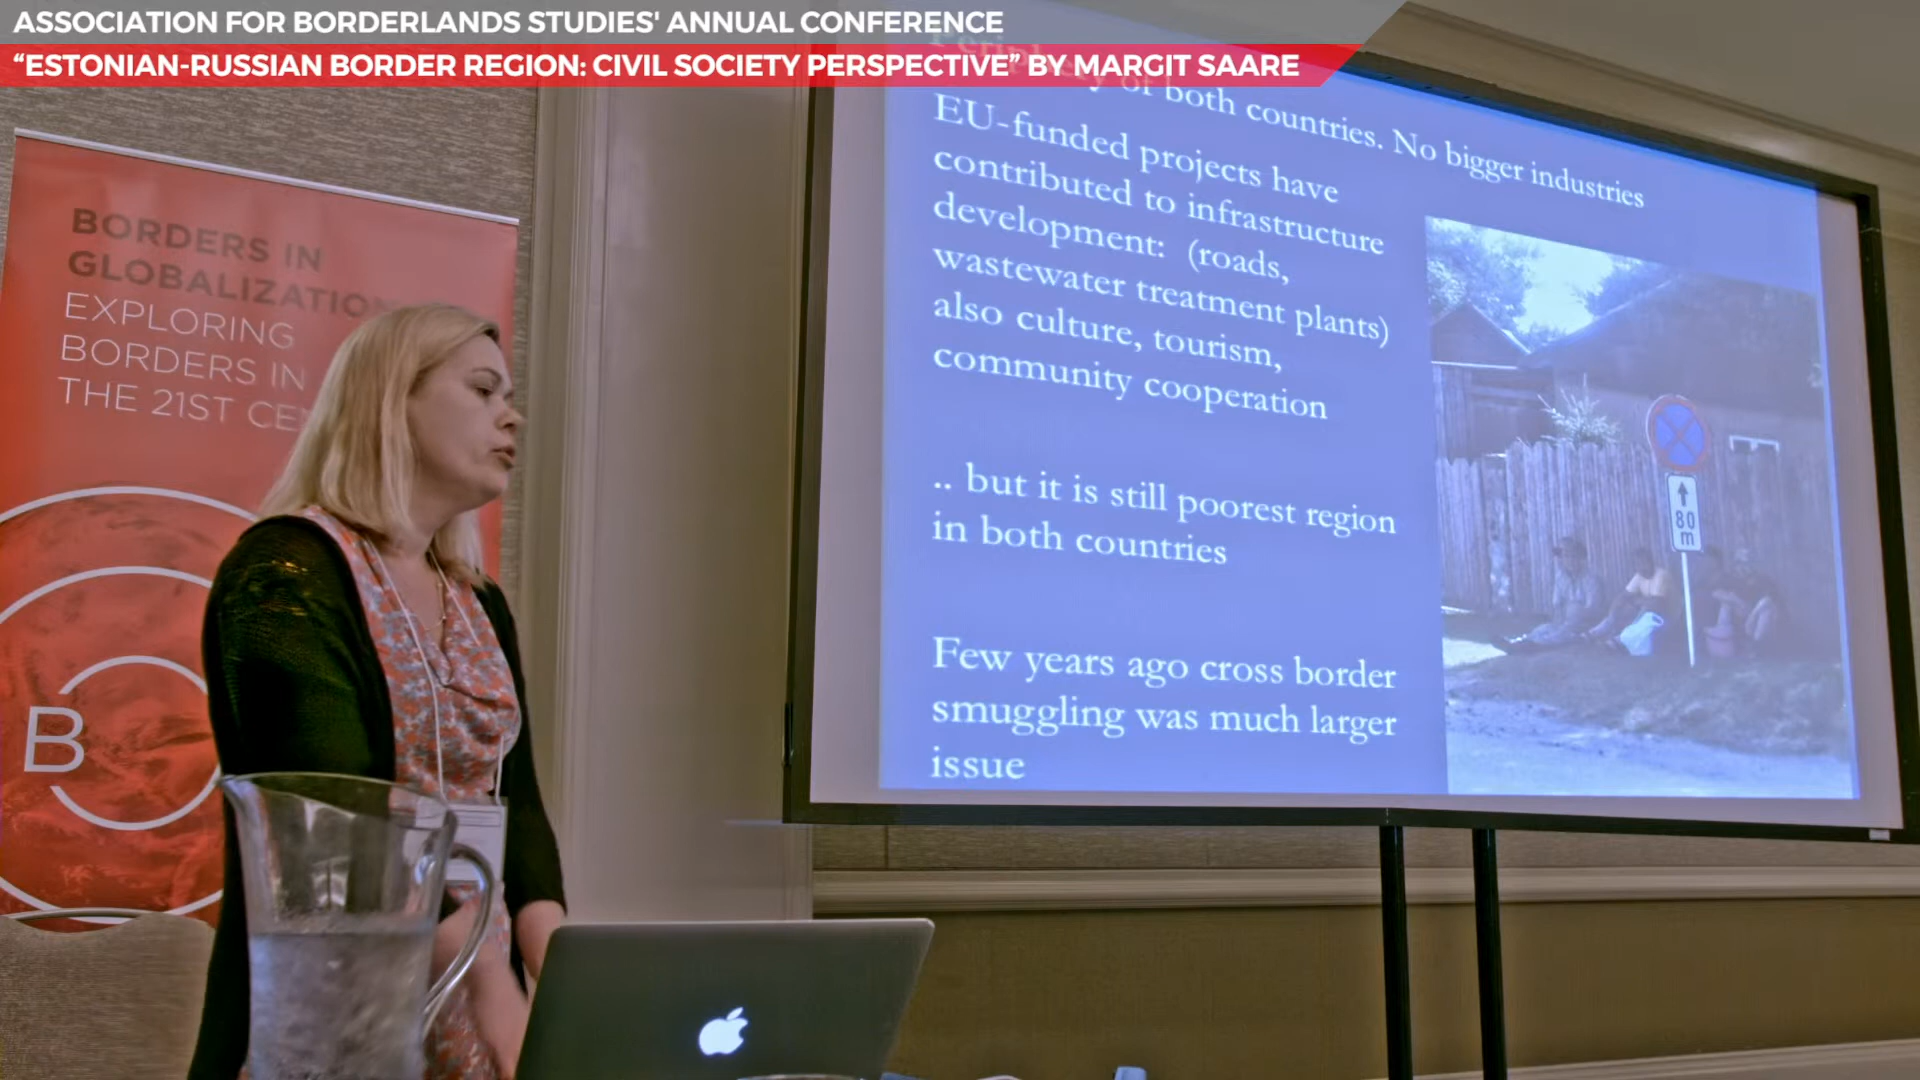 ASSOCIATION FOR BORDERLANDS STUDIES' ANNUAL CONFERENCE
“ESTONIAN-RUSSIAN BORDER REGION: CIVIL SOCIETY PERSPECTIVE” BY MARGIT SAARE
Periphery of both countries. No bigger industries
EU-funded projects have
contributed to infrastructure
development: (roads,
wastewater treatment plants)
also culture, tourism,
community cooperation
.. but it is still poorest region
in both countries
Few years ago cross border
smuggling was much larger
issue
80
m
BORDERS IN
GLOBALIZATION
EXPLORING
BORDERS IN
THE 21ST CE
B